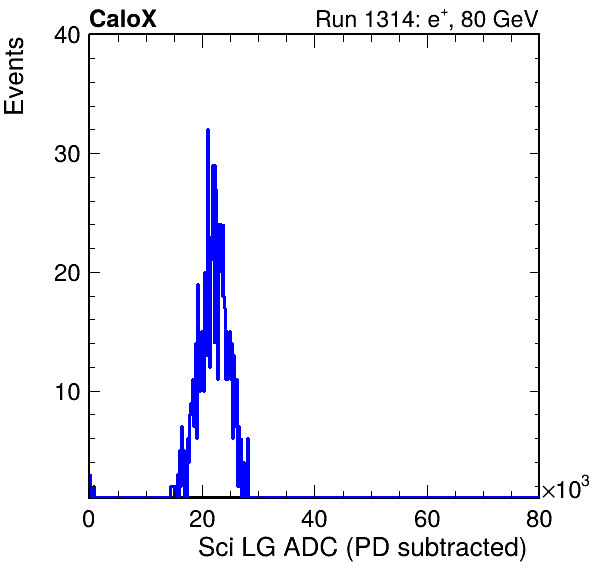 CaloX Run 1314: e⁺, 80 GeV
Events
40
30
20
10
0 20 40 60 80
×10³
Sci LG ADC (PD subtracted)